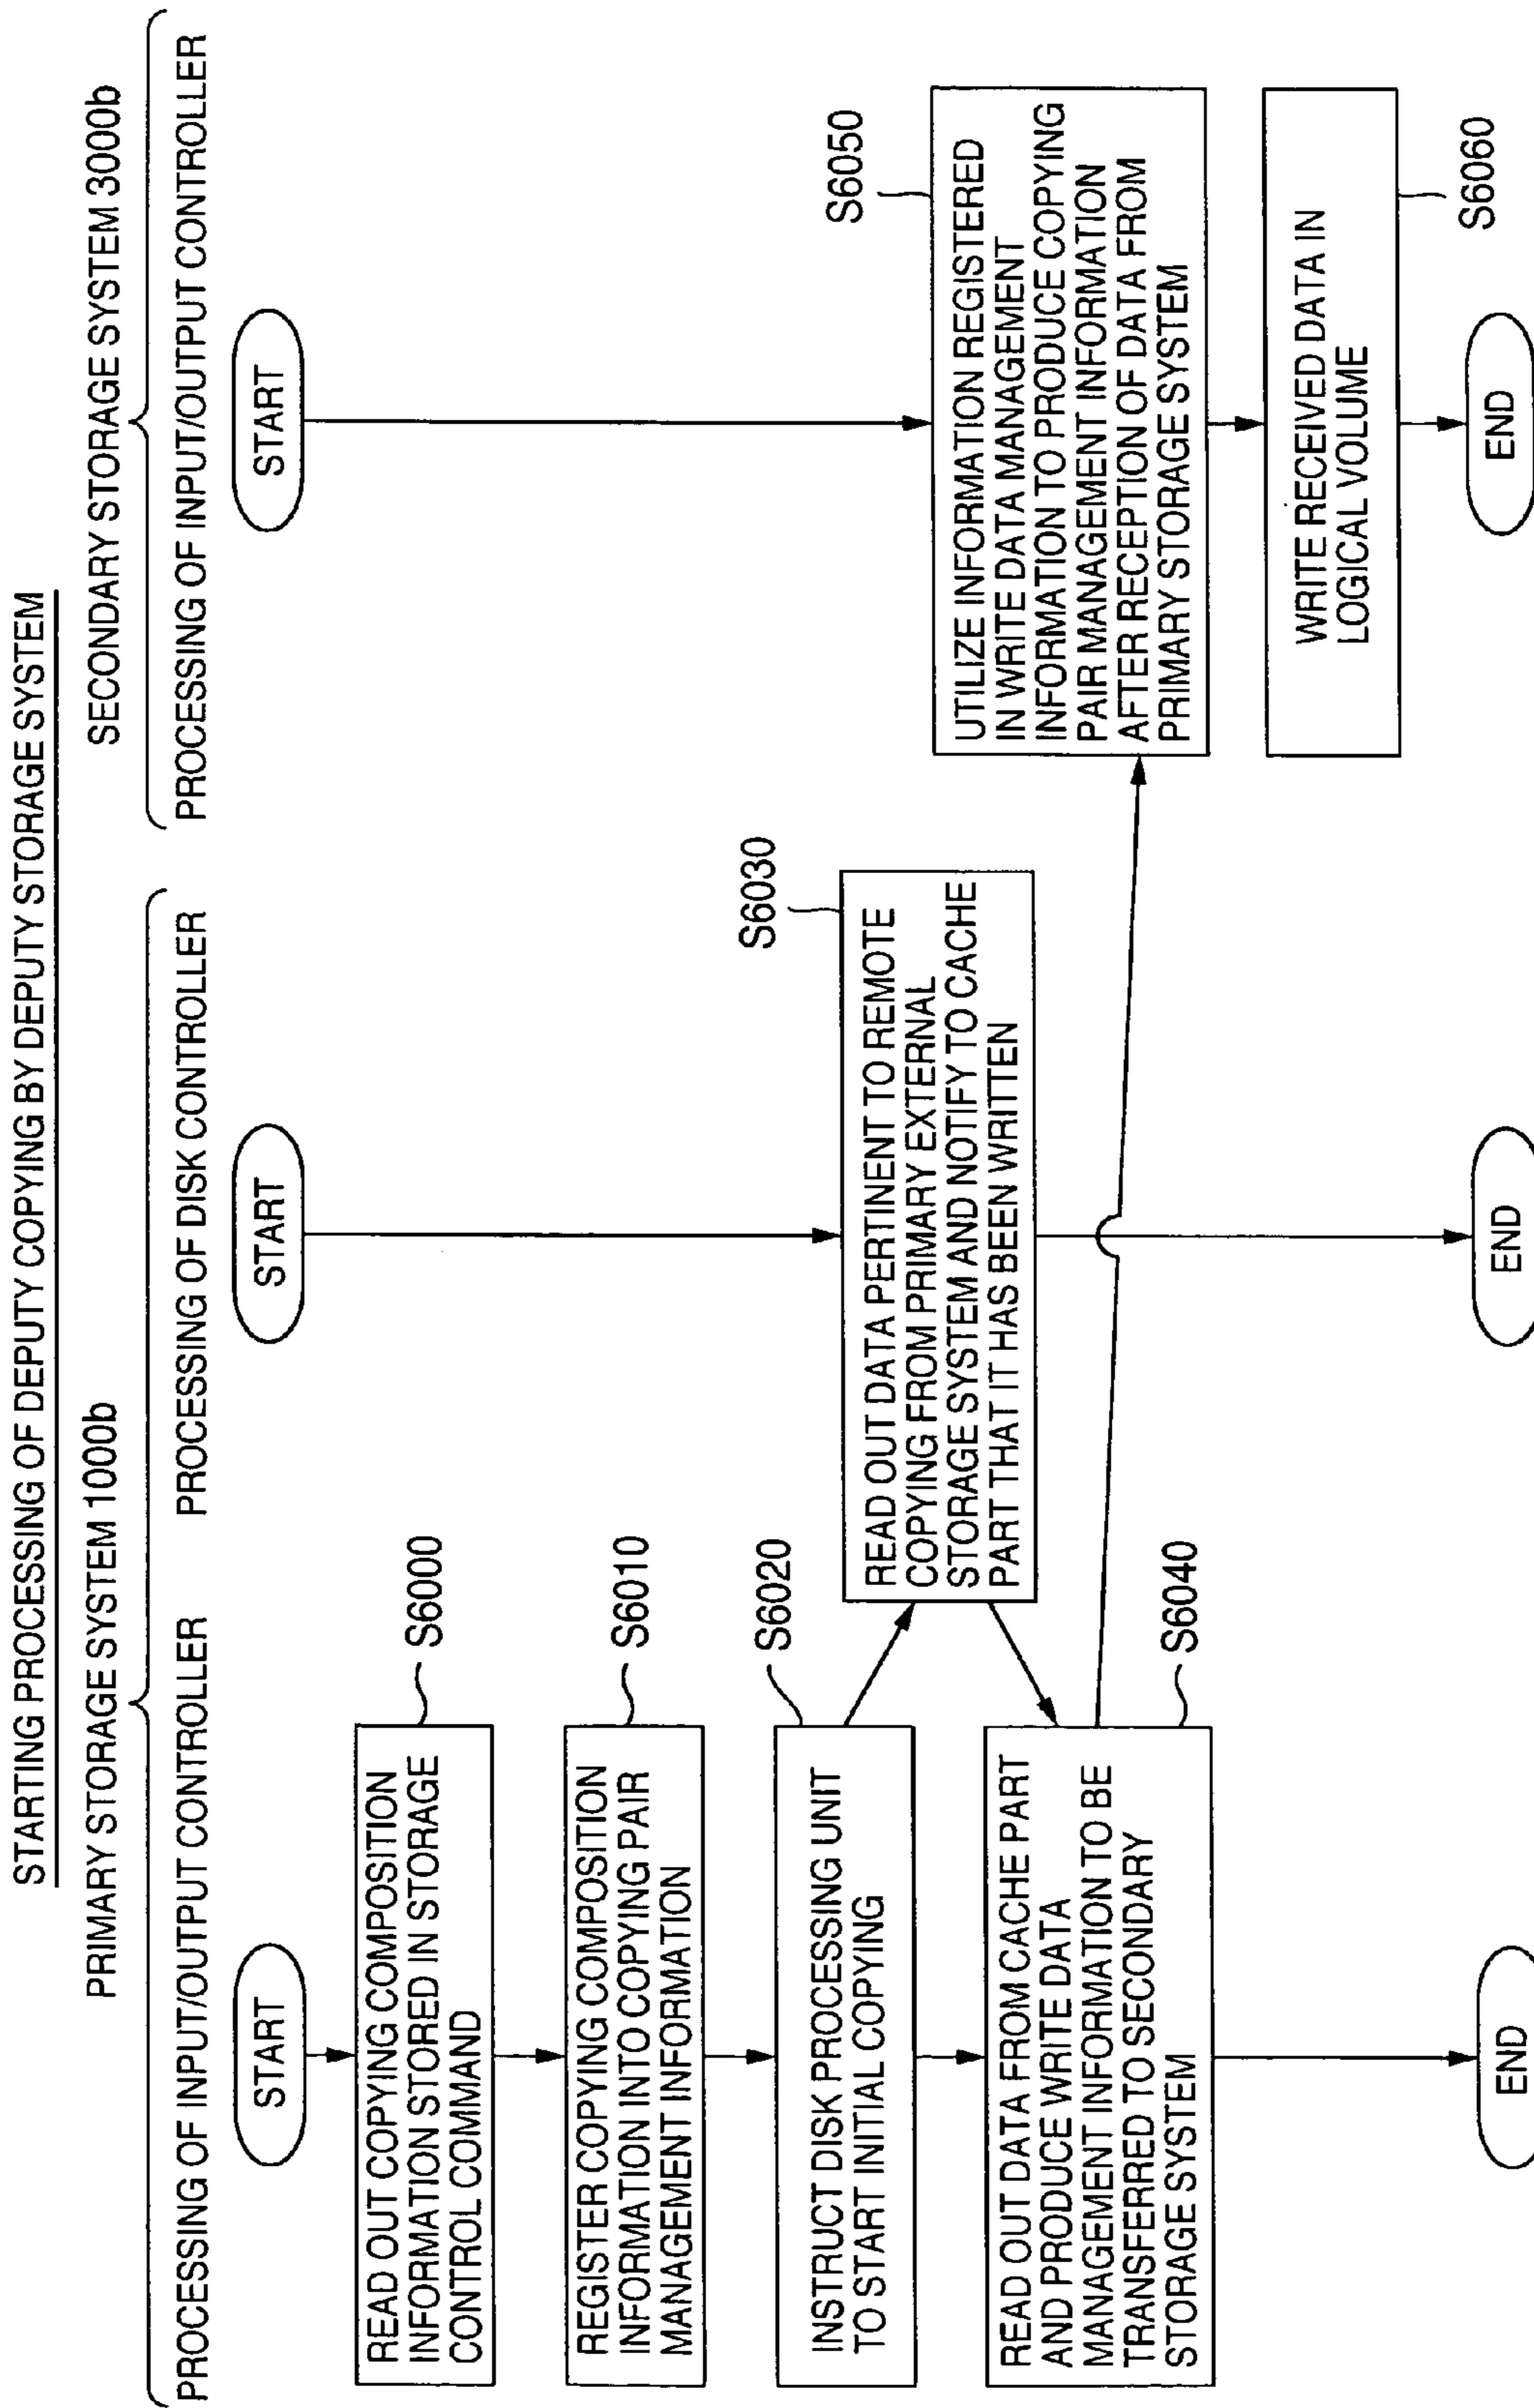 STARTING PROCESSING OF DEPUTY COPYING BY DEPUTY STORAGE SYSTEM
PRIMARY STORAGE SYSTEM 1000b
SECONDARY STORAGE SYSTEM 3000b
PROCESSING OF INPUT/OUTPUT CONTROLLER
PROCESSING OF DISK CONTROLLER
PROCESSING OF INPUT/OUTPUT CONTROLLER
START
START
START
S6000
READ OUT COPYING COMPOSITION
INFORMATION STORED IN STORAGE
CONTROL COMMAND
S6010
REGISTER COPYING COMPOSITION
INFORMATION INTO COPYING PAIR
MANAGEMENT INFORMATION
S6020
INSTRUCT DISK PROCESSING UNIT
TO START INITIAL COPYING
S6030
READ OUT DATA PERTINENT TO REMOTE
COPYING FROM PRIMARY EXTERNAL
STORAGE SYSTEM AND NOTIFY TO CACHE
PART THAT IT HAS BEEN WRITTEN
S6040
READ OUT DATA FROM CACHE PART
AND PRODUCE WRITE DATA
MANAGEMENT INFORMATION TO BE
TRANSFERRED TO SECONDARY
STORAGE SYSTEM
S6050
UTILIZE INFORMATION REGISTERED
IN WRITE DATA MANAGEMENT
INFORMATION TO PRODUCE COPYING
PAIR MANAGEMENT INFORMATION
AFTER RECEPTION OF DATA FROM
PRIMARY STORAGE SYSTEM
WRITE RECEIVED DATA IN
LOGICAL VOLUME
S6060
END
END
END